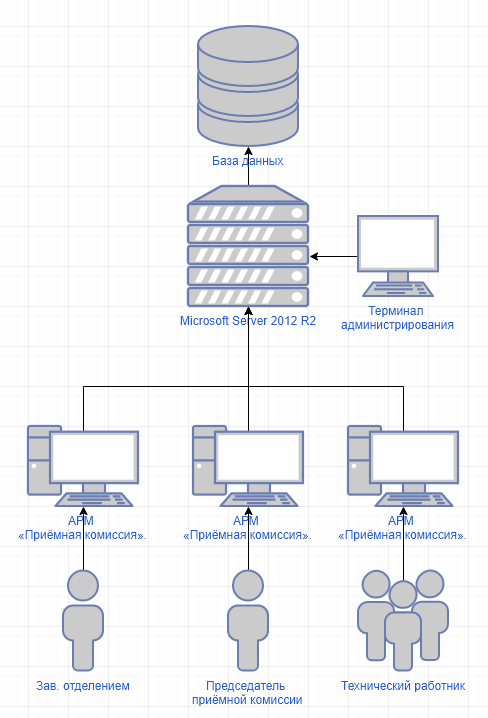 База данных
Microsoft Server 2012 R2
Терминал
администрирования
АРМ
«Приёмная комиссия».
АРМ
«Приёмная комиссия».
АРМ
«Приёмная комиссия».
Зав. отделением
Председатель
приёмной комиссии
Технический работник